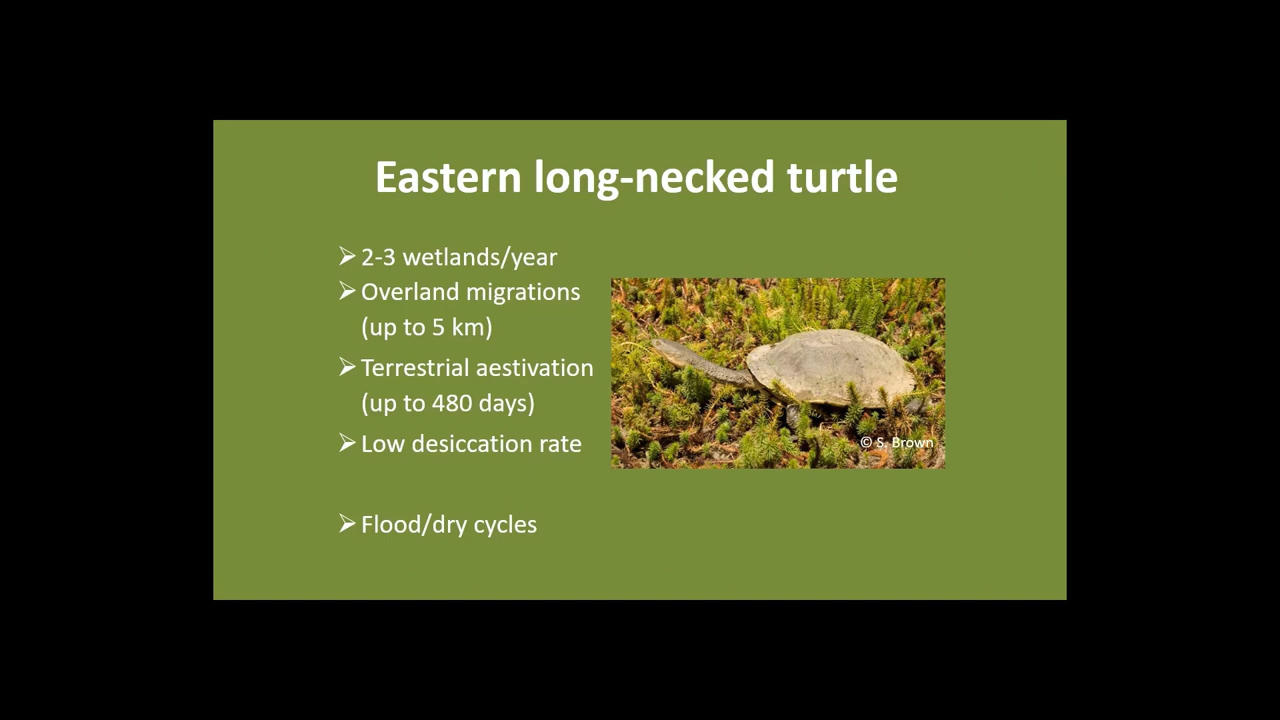 Eastern long-necked turtle
➢ 2-3 wetlands/year
➢ Overland migrations
(up to 5 km)
➢ Terrestrial aestivation
(up to 480 days)
➢ Low desiccation rate
© S. Brown
➢ Flood/dry cycles